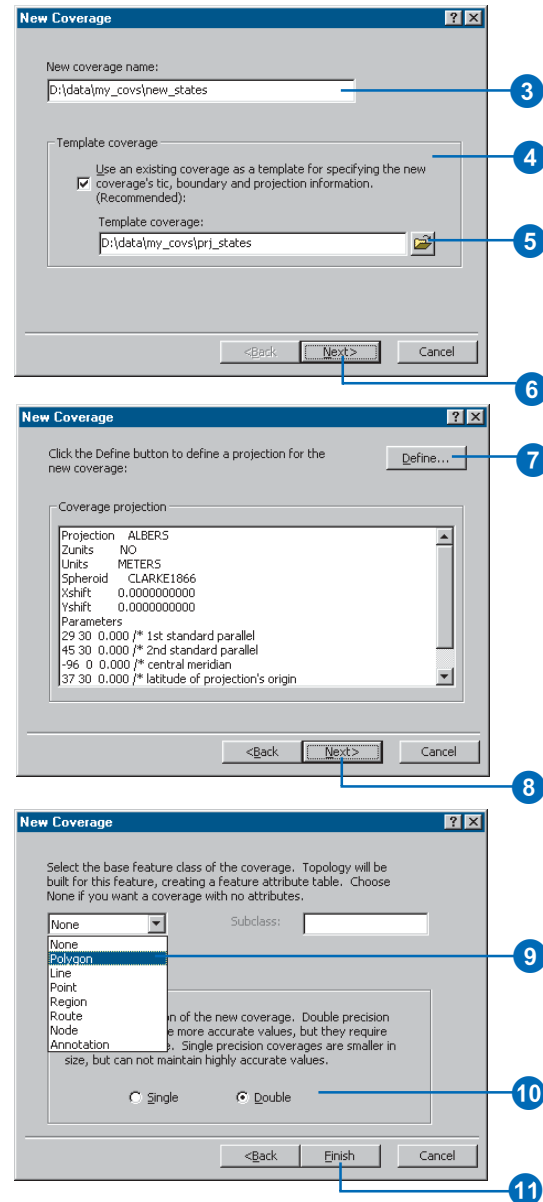 New Coverage
New coverage name:
D:\data\my_covs\new_states
3
Template coverage
4
Use an existing coverage as a template for specifying the new
coverage's tic, boundary and projection information.
(Recommended):
Template coverage:
D:\data\my_covs\prj_states
5
<Back Next> Cancel
6
New Coverage
Click the Define button to define a projection for the
new coverage:
Define...
7
Coverage projection
Projection ALBERS
Zunits NO
Units METERS
Spheroid CLARKE1866
Xshift 0.0000000000
Yshift 0.0000000000
Parameters
29 30 0.000 /* 1st standard parallel
45 30 0.000 /* 2nd standard parallel
-96 0 0.000 /* central meridian
37 30 0.000 /* latitude of projection's origin
<Back Next> Cancel
8
New Coverage
Select the base feature class of the coverage. Topology will be
built for this feature, creating a feature attribute table. Choose
None if you want a coverage with no attributes.
None Subclass:
None
Polygon
9
Line
Point
Region
Route
Node
Annotation
n of the new coverage. Double precision
e more accurate values, but they require
e. Single precision coverages are smaller in
size, but can not maintain highly accurate values.
Single Double
10
<Back Finish Cancel
11